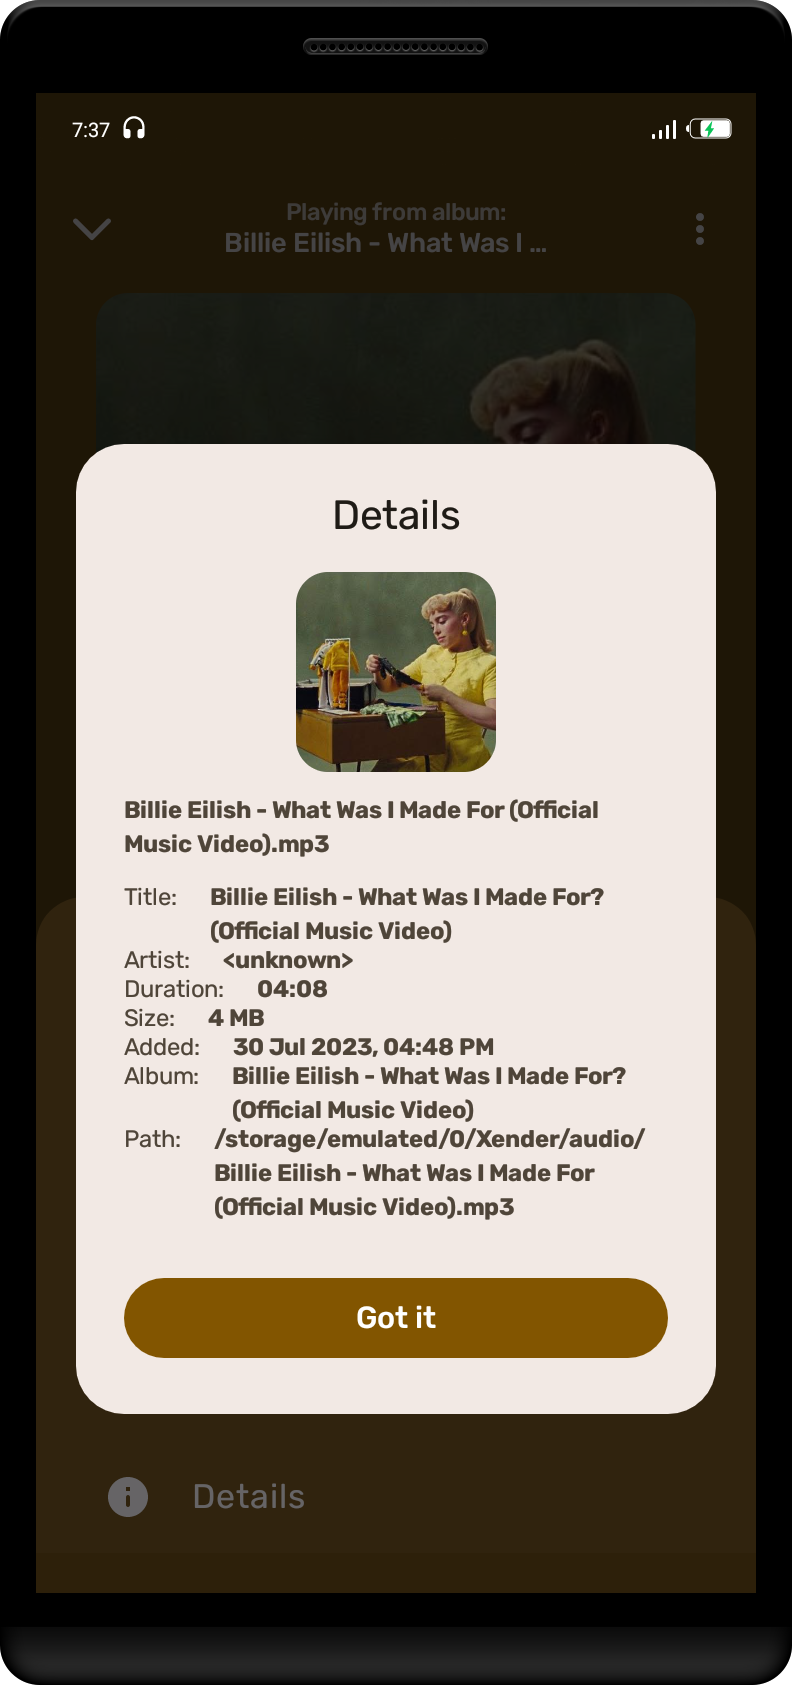 7:37
Playing from album:
Billie Eilish - What Was I ...
Details
Billie Eilish - What Was I Made For (Official
Music Video).mp3
Title: Billie Eilish - What Was I Made For?
(Official Music Video)
Artist: <unknown>
Duration: 04:08
Size: 4 MB
Added: 30 Jul 2023, 04:48 PM
Album: Billie Eilish - What Was I Made For?
(Official Music Video)
Path: /storage/emulated/0/Xender/audio/
Billie Eilish - What Was I Made For
(Official Music Video).mp3
Got it
Details